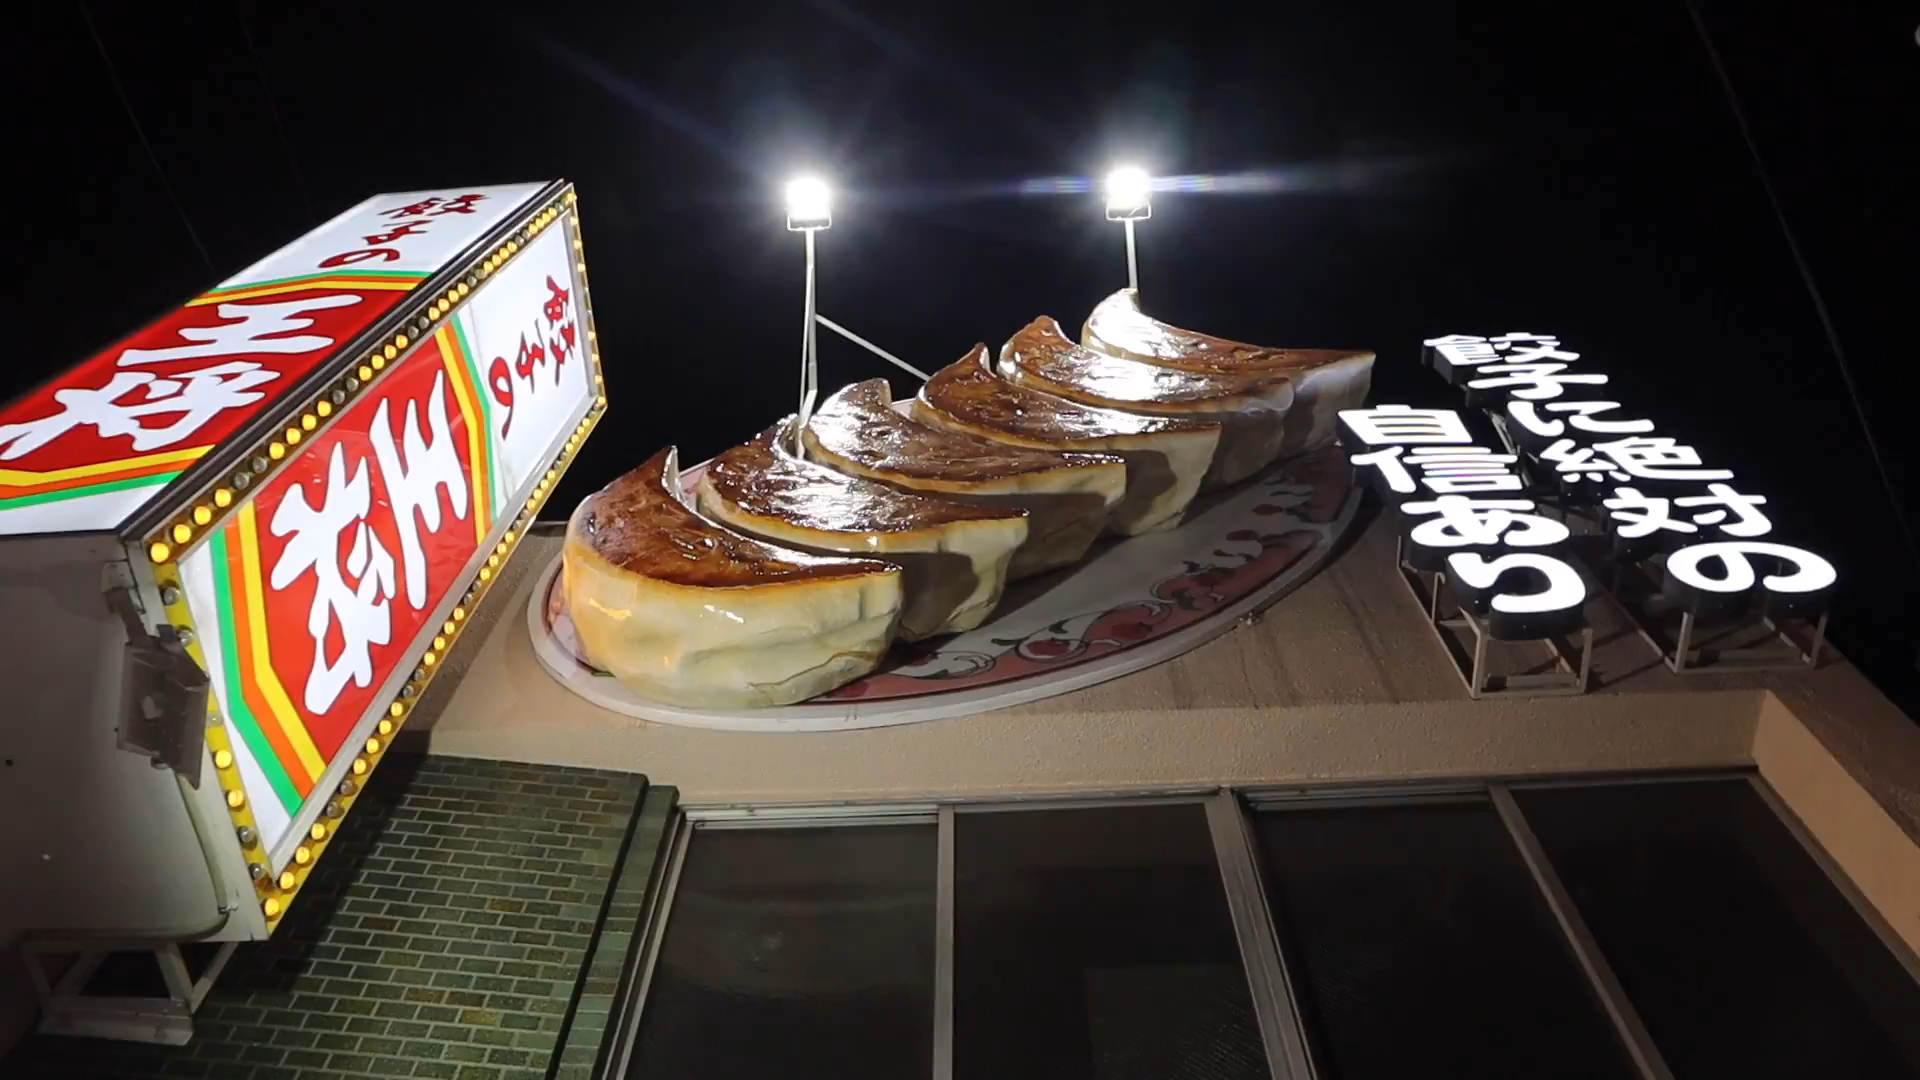 餃子の
王将
餃子の
王将
餃子に絶対の
自信あり